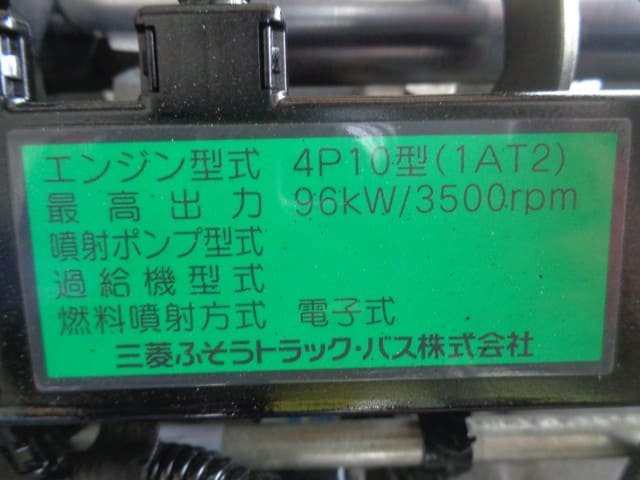 エンジン型式 4P10型(1AT2)
最高出力 96kW/3500rpm
噴射ポンプ型式
過給機型式
燃料噴射方式 電子式
三菱ふそうトラック・バス株式会社